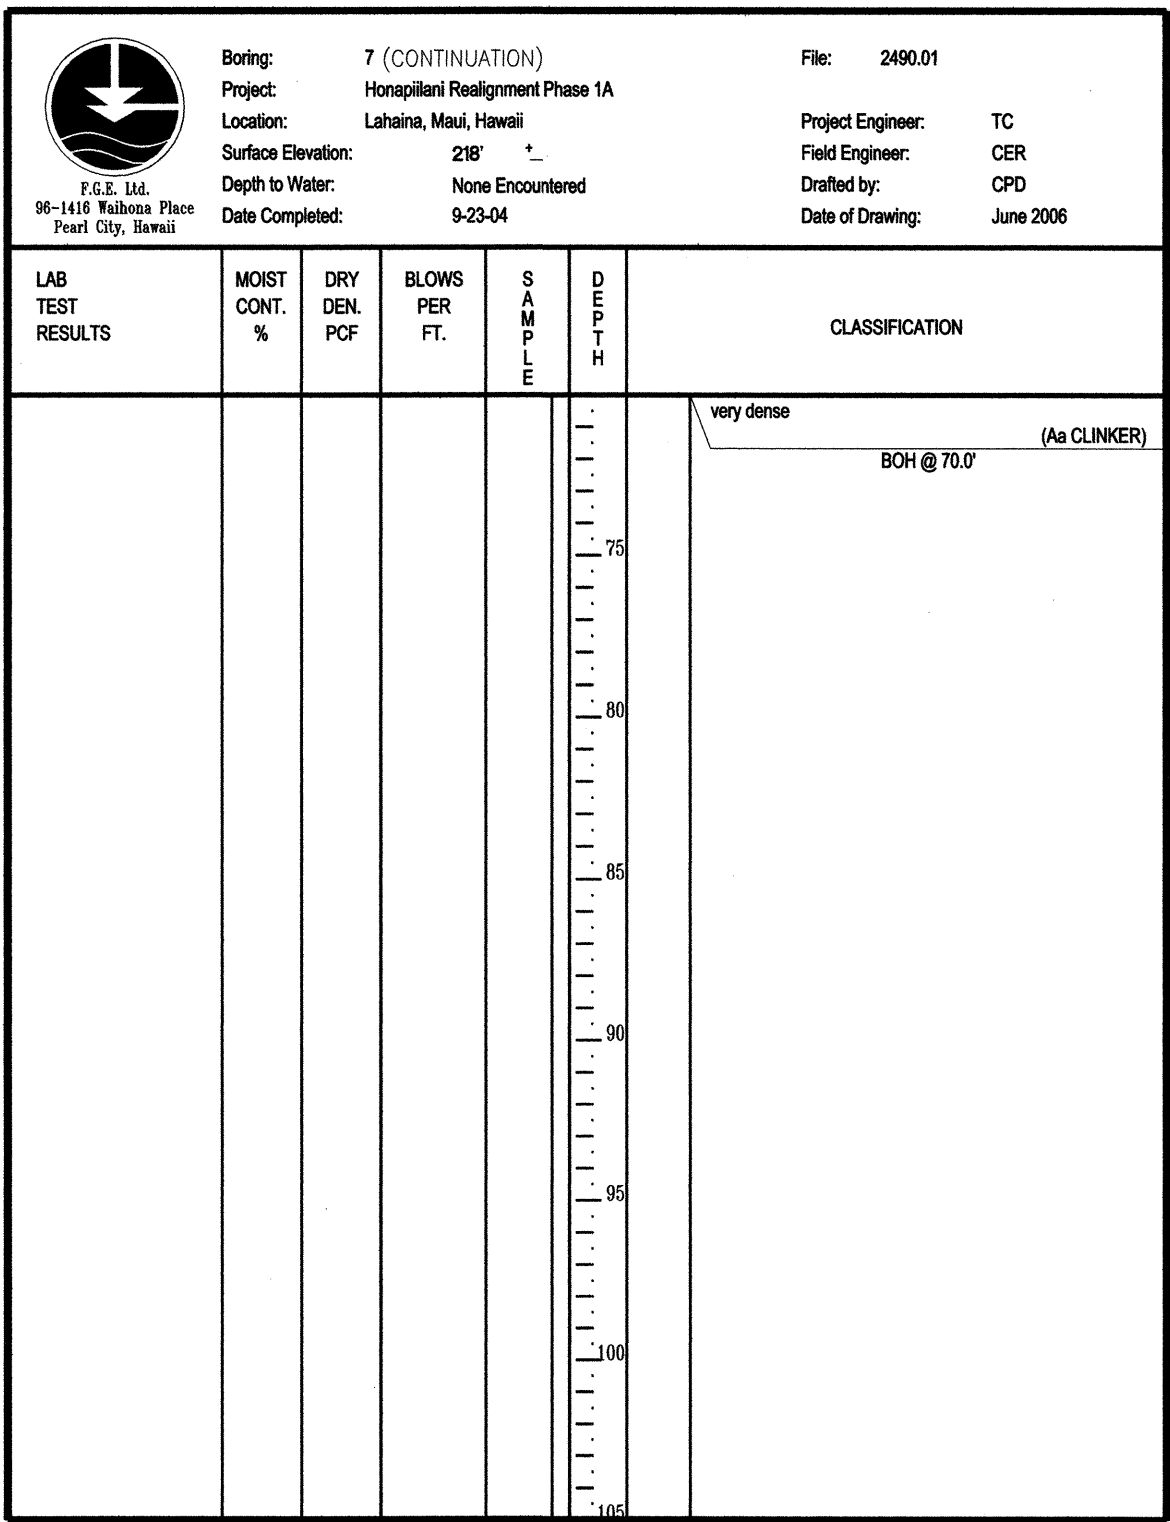 F.G.E. Ltd.
96-1416 Waihona Place
Pearl City, Hawaii
Boring: 7 (CONTINUATION)
Project: Honapiilani Realignment Phase 1A
Location: Lahaina, Maui, Hawaii
Surface Elevation: 218' +_
Depth to Water: None Encountered
Date Completed: 9-23-04
File: 2490.01
Project Engineer: TC
Field Engineer: CER
Drafted by: CPD
Date of Drawing: June 2006
LAB
TEST
RESULTS
MOIST
CONT.
%
DRY
DEN.
PCF
BLOWS
PER
FT.
SAMPLE
DEPTH
CLASSIFICATION
very dense
(Aa CLINKER)
BOH @ 70.0'
75
80
85
90
95
100
105